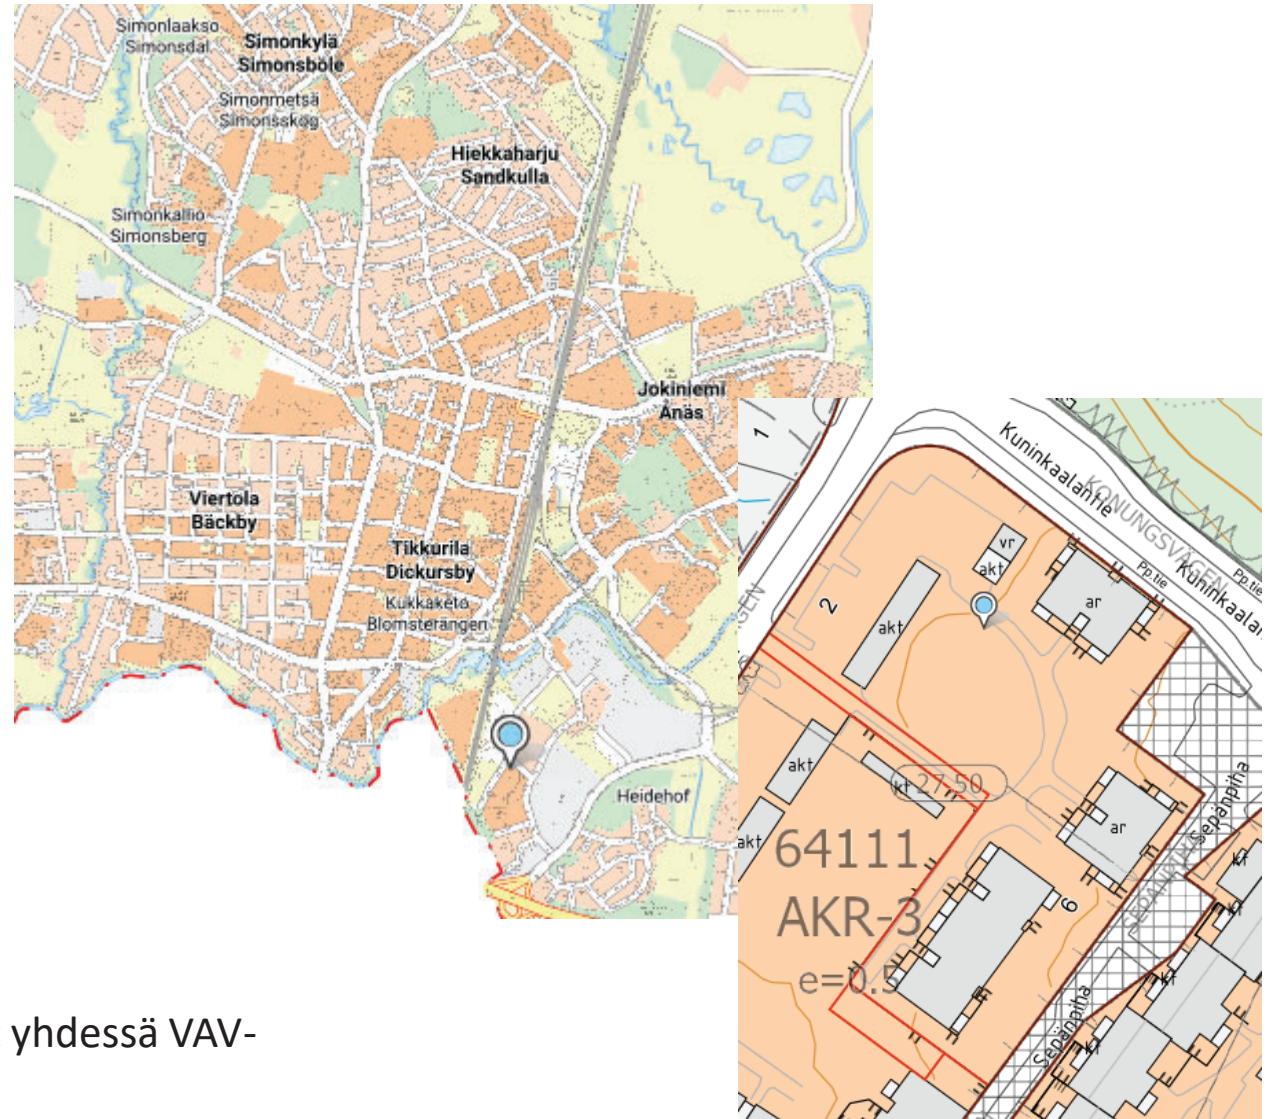 Simonlaakso
Simonsdal
Simonkylä
Simonsböle
Simonmetsä
Simonsskog
Hiekkaharju
Sandkulla
Simonkallio
Simonsberg
Jokiniemi
Ånäs
Viertola
Bäckby
Tikkurila
Dickursby
Kukkaketo
Blomsterängen
Heidehof
Kuninkaalantie
KONUNGSVÄGEN
Pp.tie
Kuninkaalan
Pp.tie
1
vr
akt
ar
2
akt
akt
kt
27.50
ar
akt
64111
AKR-3
e=0.5
6
Sepänpiha
kt
kt
Sepänpiha
kt
yhdessä VAV-